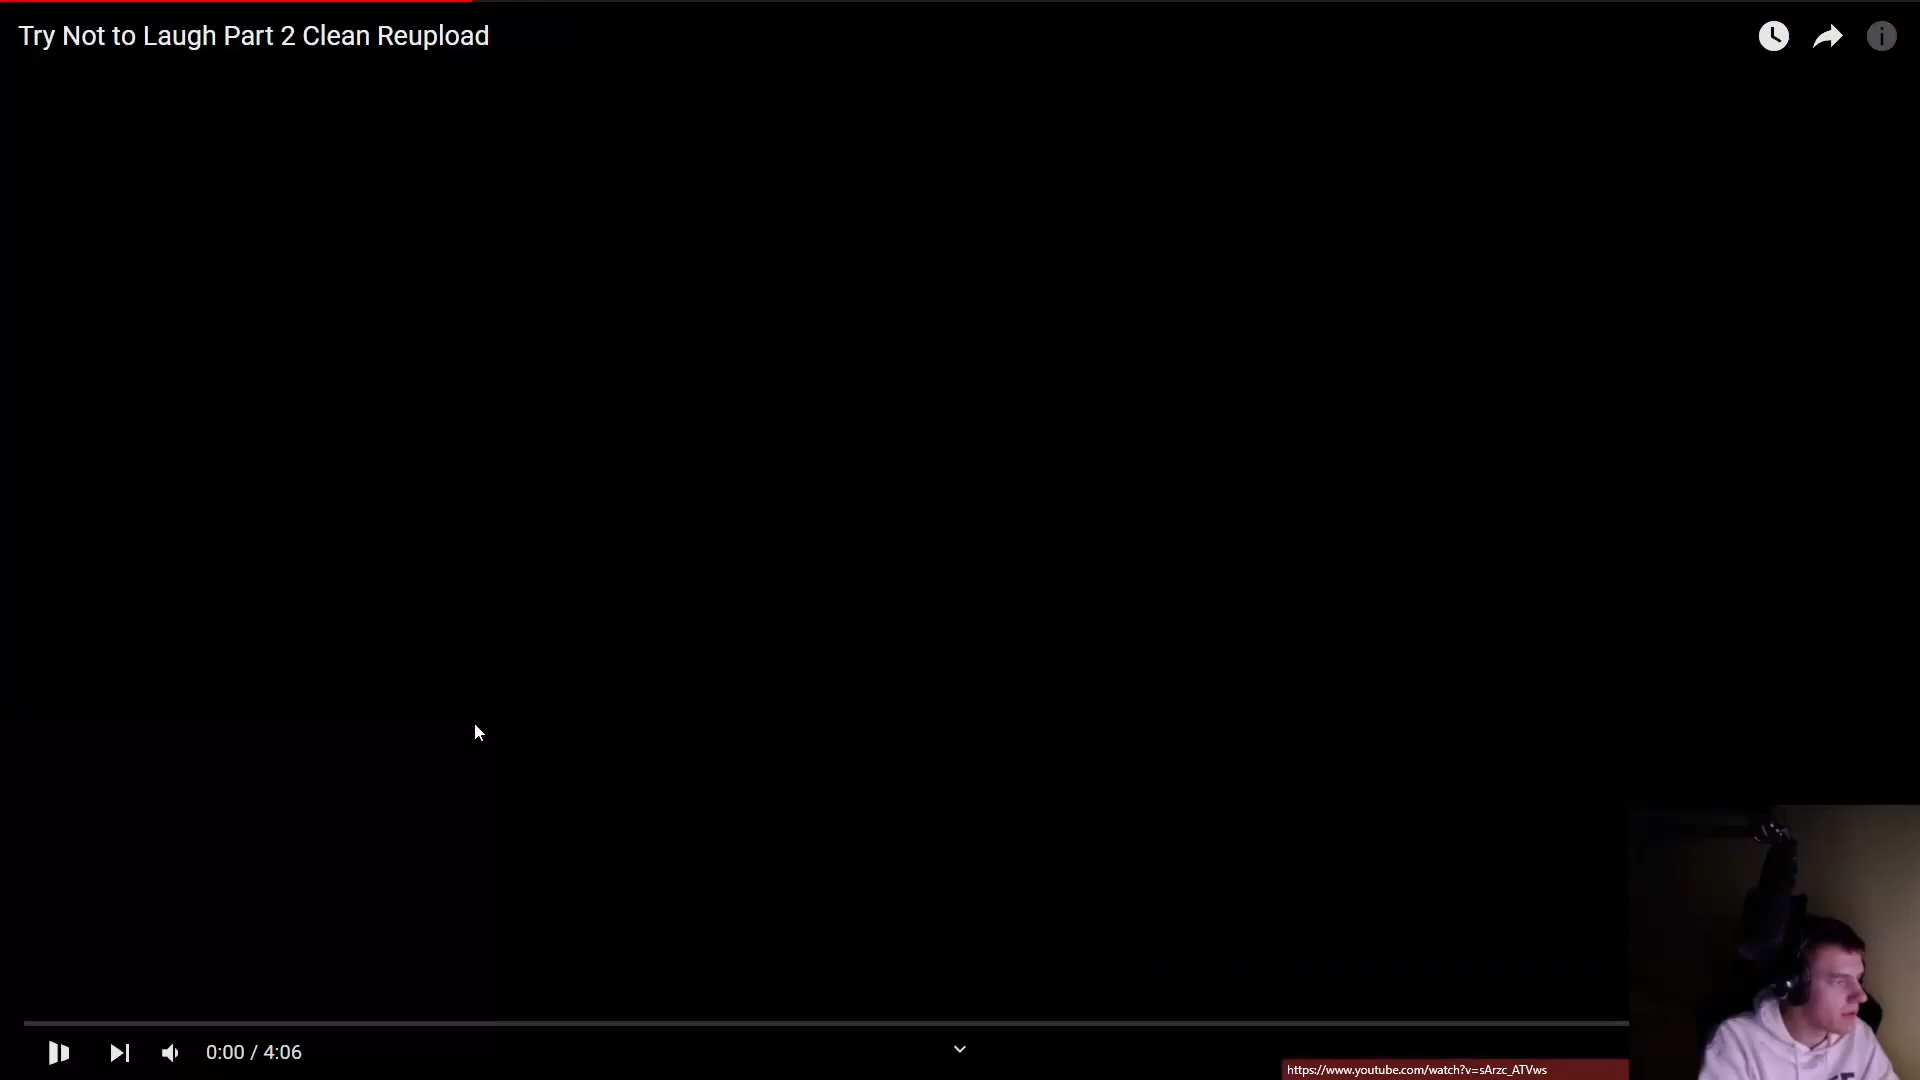 Try Not to Laugh Part 2 Clean Reupload
0:00 / 4:06
https://www.youtube.com/watch?v=sArzc_ATVws